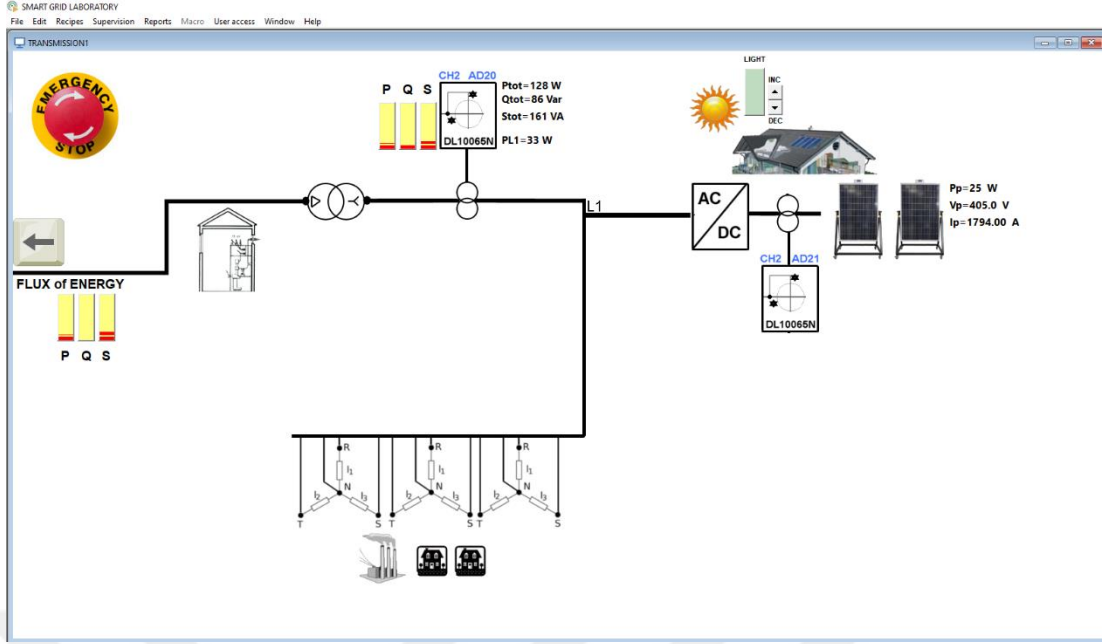 SMART GRID LABORATORY
File Edit Recipes Supervision Reports Macro User access Window Help
TRANSMISSION1
EMERGENCY
STOP
P Q S
CH2 AD20
DL10065N
Ptot=128 W
Qtot=86 Var
Stot=161 VA
PL1=33 W
LIGHT
INC
DEC
L1
AC
DC
Pp=25 W
Vp=405.0 V
Ip=1794.00 A
CH2 AD21
DL10065N
FLUX of ENERGY
P Q S
R R R
I1 I1 I1
N N N
I2 I3 I2 I3 I2 I3
T S T S T S